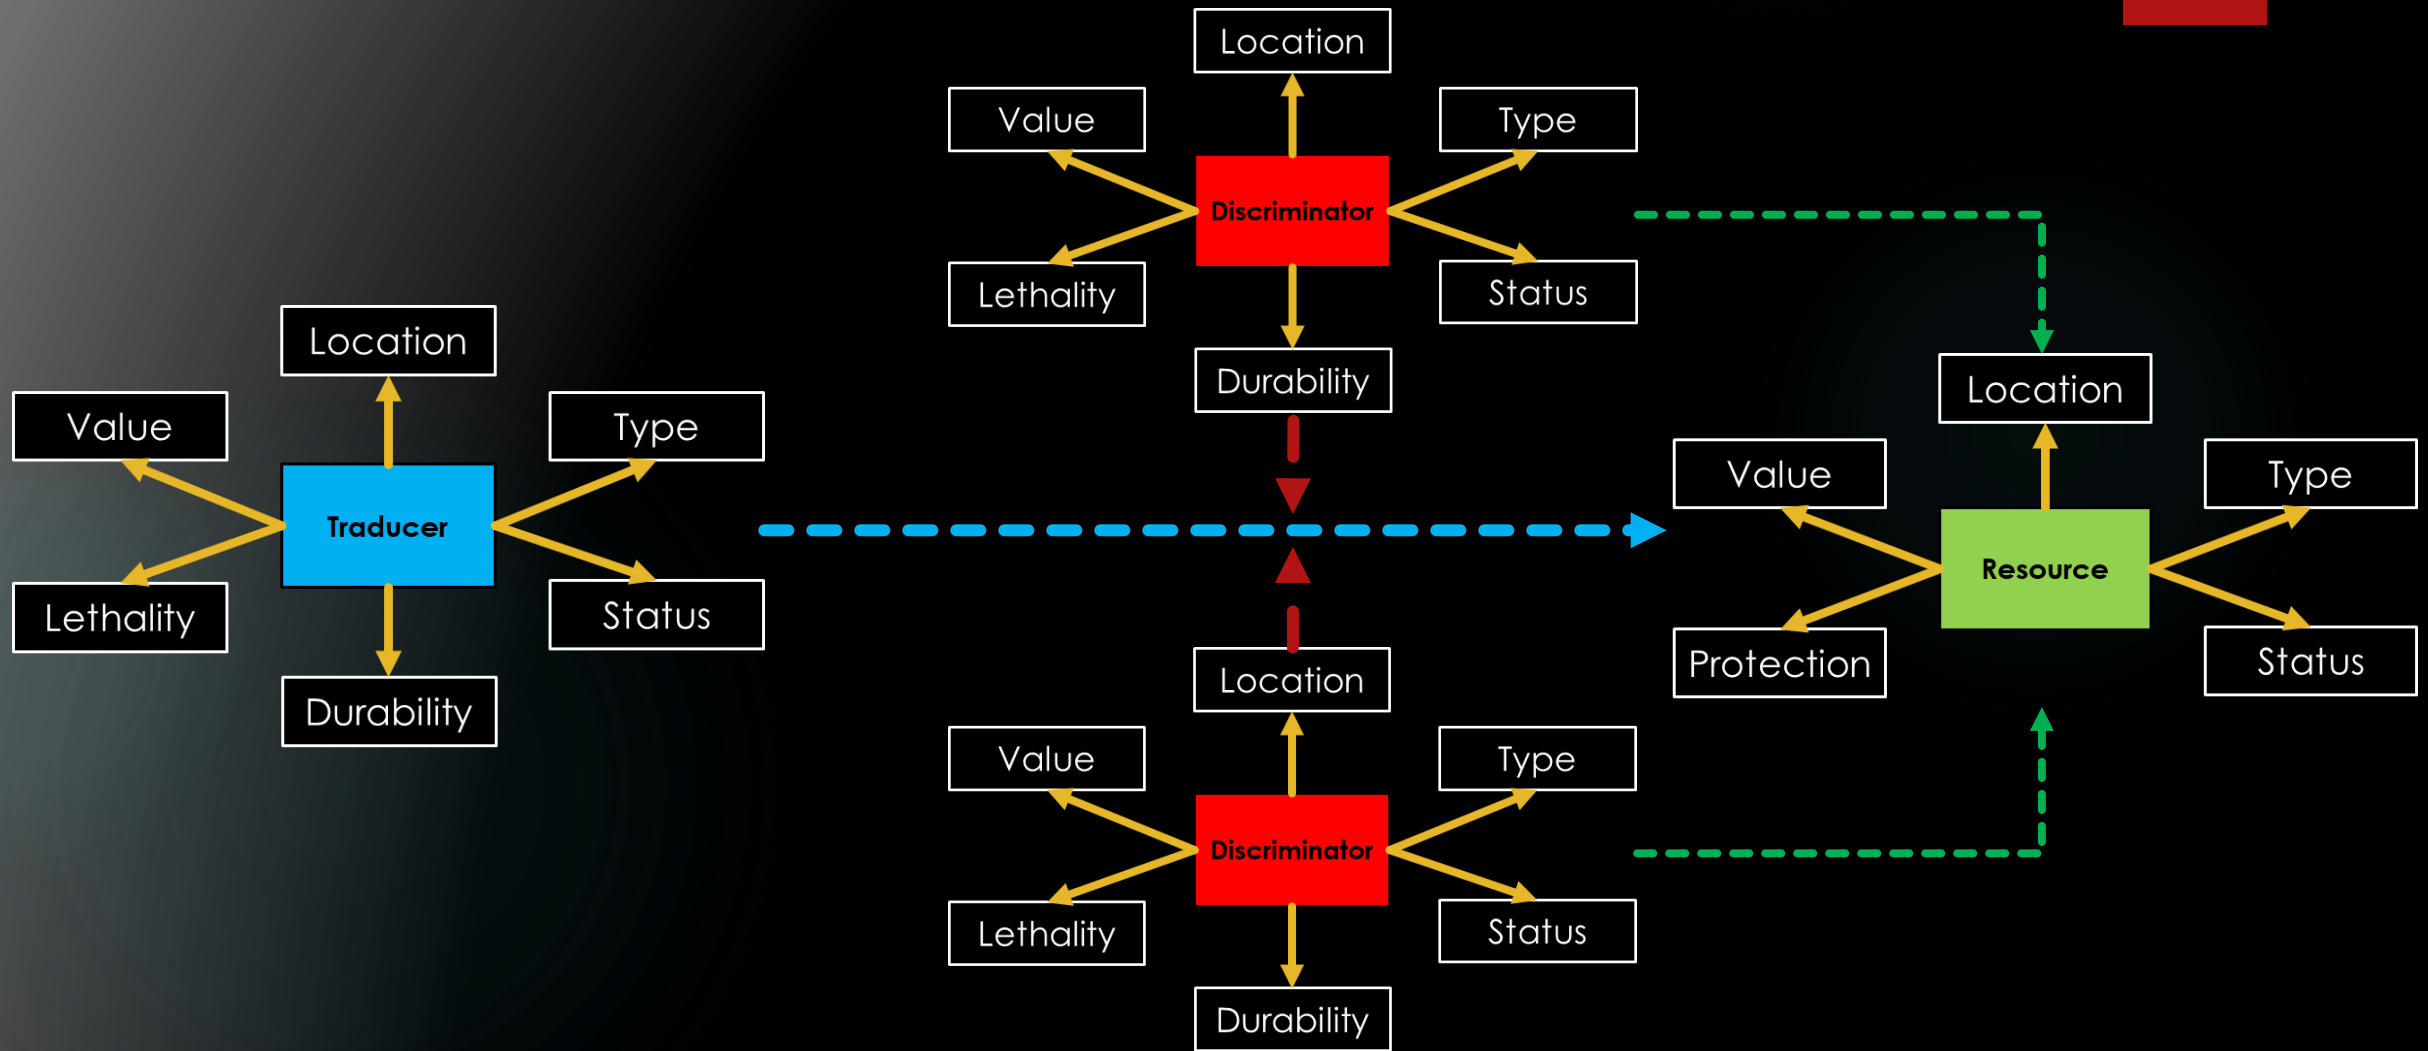 Location
Value
Type
Traducer
Lethality
Status
Durability
Location
Value
Type
Discriminator
Lethality
Status
Durability
Location
Value
Type
Discriminator
Lethality
Status
Durability
Location
Value
Type
Resource
Protection
Status